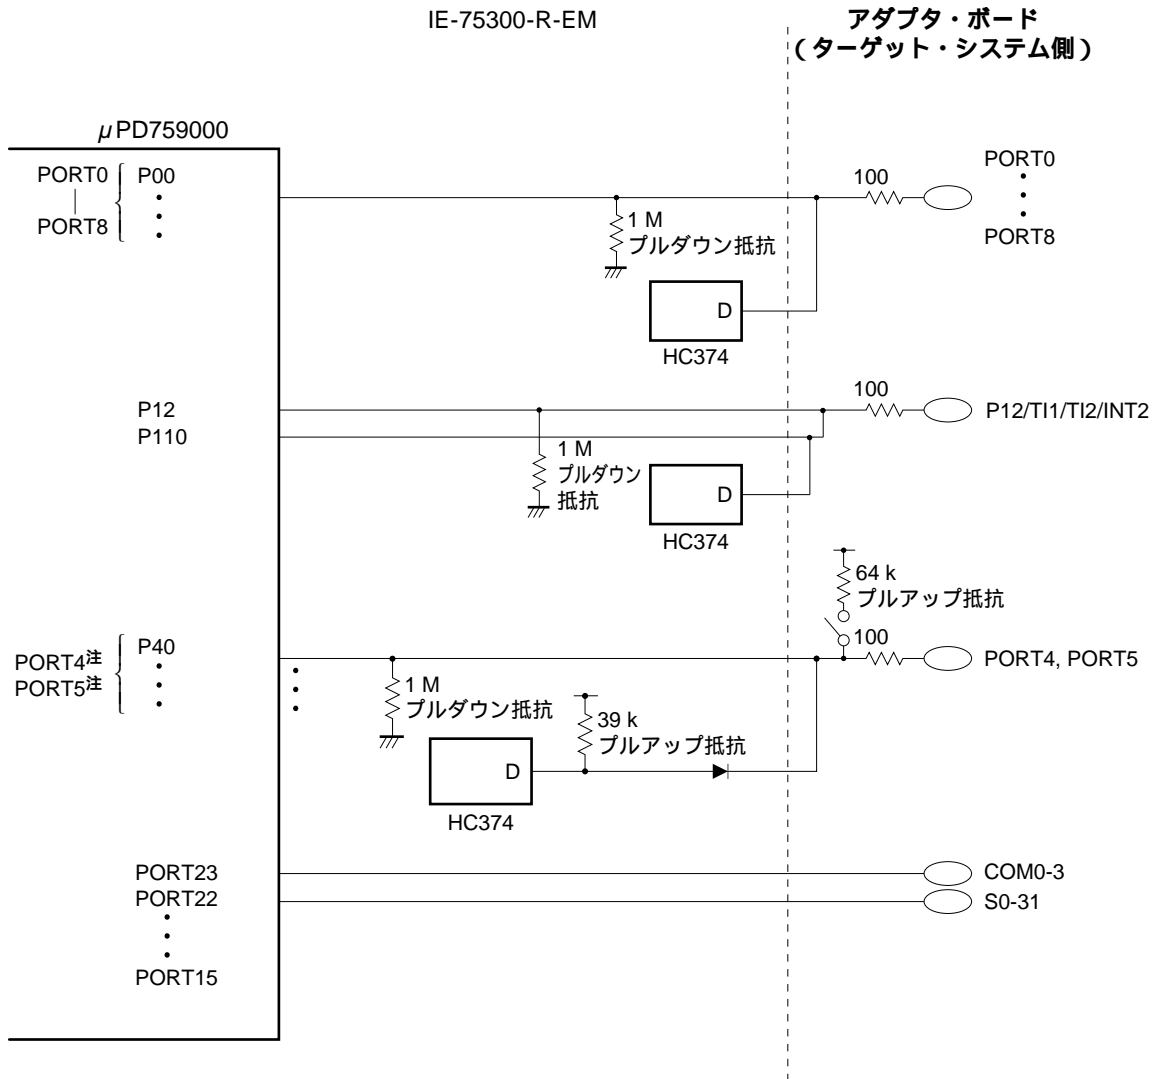 IE-75300-R-EM
アダプタ・ボード
(ターゲット・システム側)
μPD759000
PORT0
PORT8
P00
1 M
プルダウン抵抗
D
HC374
100
PORT0
PORT8
P12
P110
1 M
プルダウン
抵抗
D
HC374
100
P12/TI1/TI2/INT2
PORT4注
PORT5注
P40
1 M
プルダウン抵抗
39 k
プルアップ抵抗
D
HC374
64 k
プルアップ抵抗
100
PORT4, PORT5
PORT23
PORT22
PORT15
COM0-3
S0-31